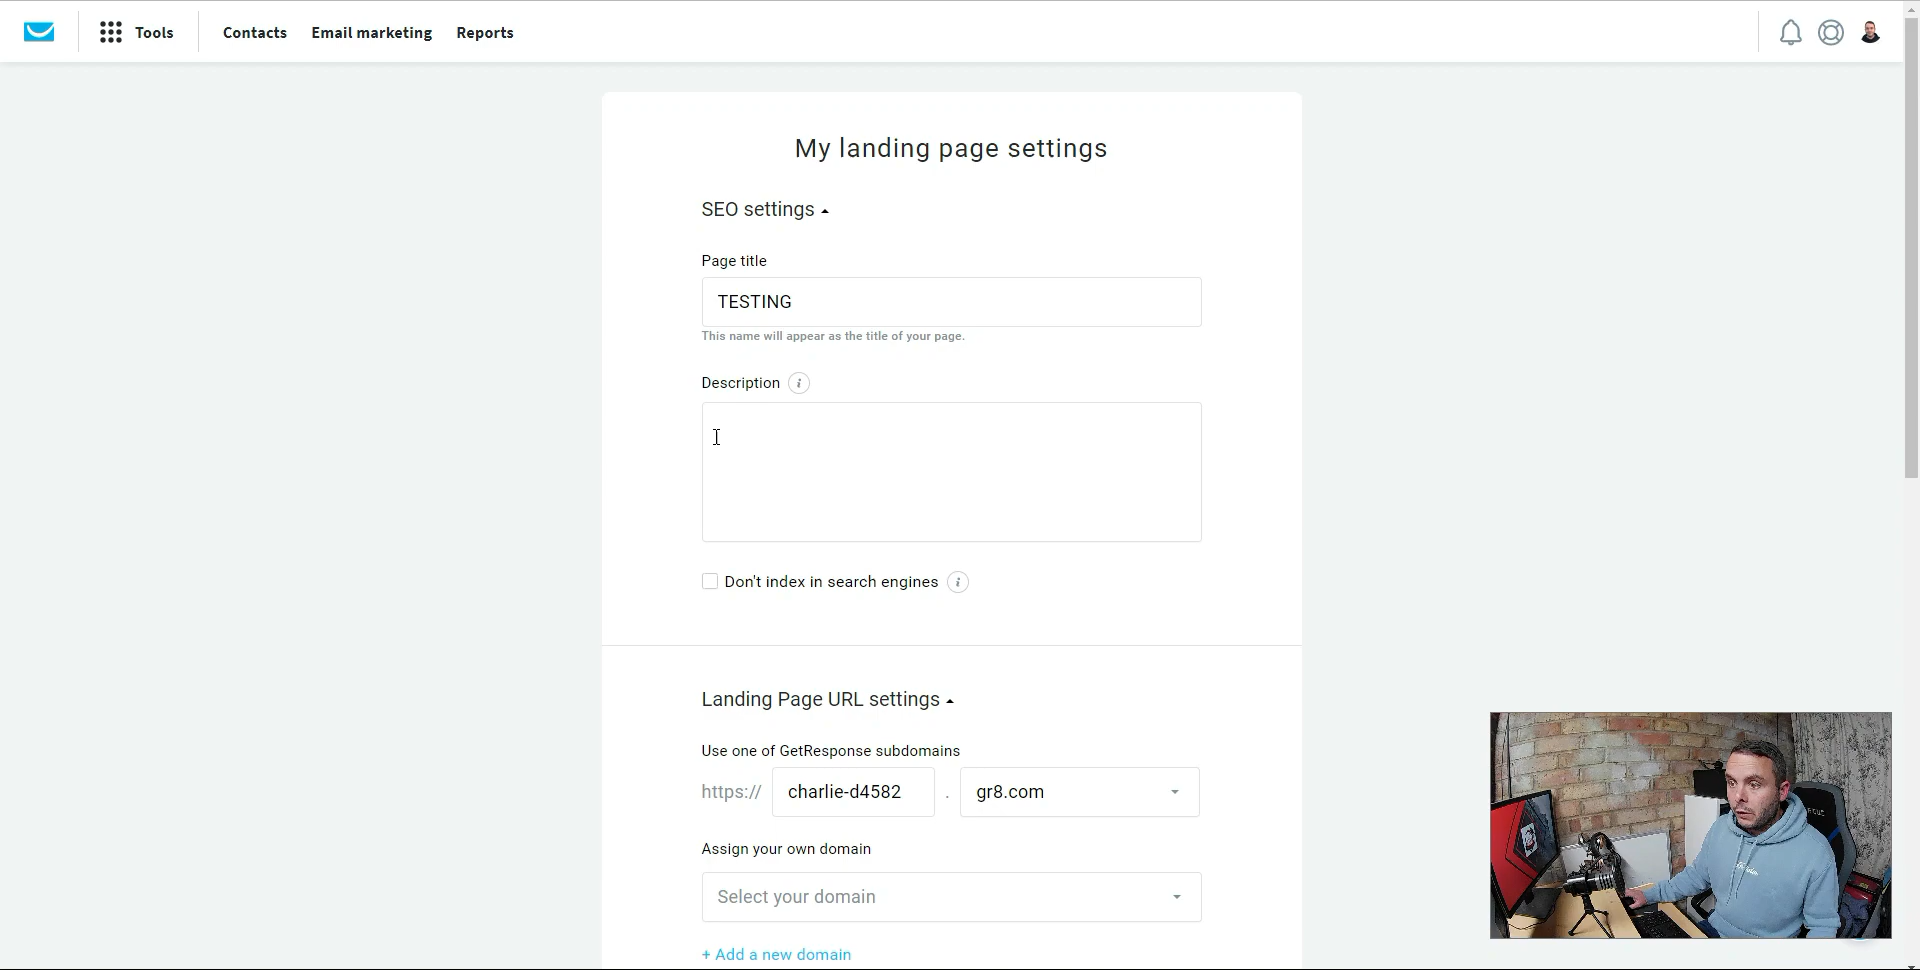 Tools Contacts Email marketing Reports
My landing page settings
SEO settings
Page title
TESTING
This name will appear as the title of your page.
Description i
Don't index in search engines i
Landing Page URL settings
Use one of GetResponse subdomains
https:// charlie-d4582 . gr8.com
Assign your own domain
Select your domain
+ Add a new domain